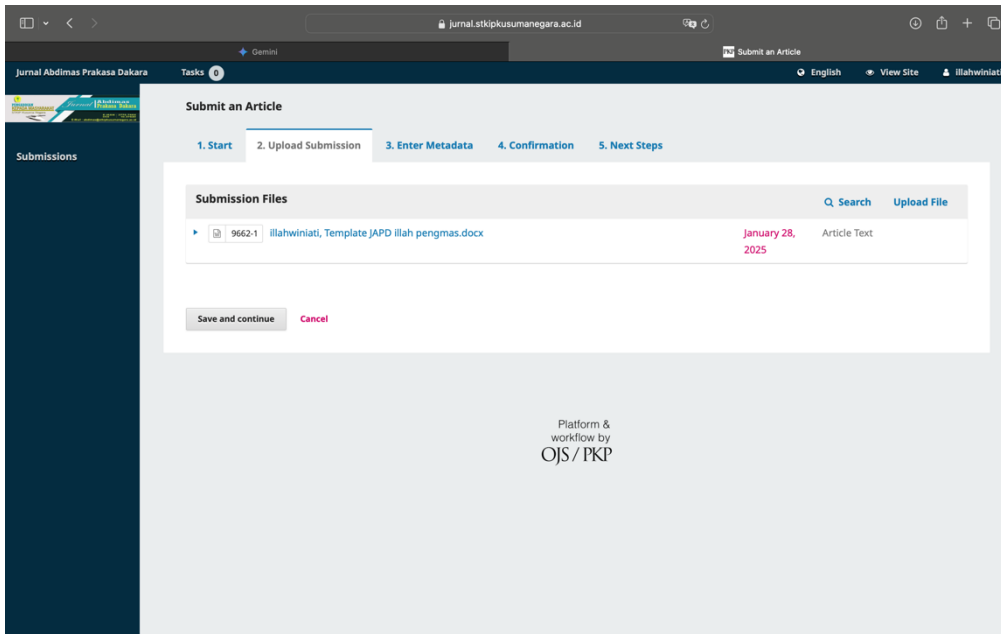 jurnal.stkipkusumanegara.ac.id
Gemini
Submit an Article
Jurnal Abdimas Prakasa Dakara
Tasks 0
English
View Site
illahwiniati
Submissions
Submit an Article
1. Start
2. Upload Submission
3. Enter Metadata
4. Confirmation
5. Next Steps
Submission Files
Search
Upload File
9662-1
illahwiniati, Template JAPD illah pengmas.docx
January 28,
2025
Article Text
Save and continue
Cancel
Platform &
workflow by
OJS / PKP